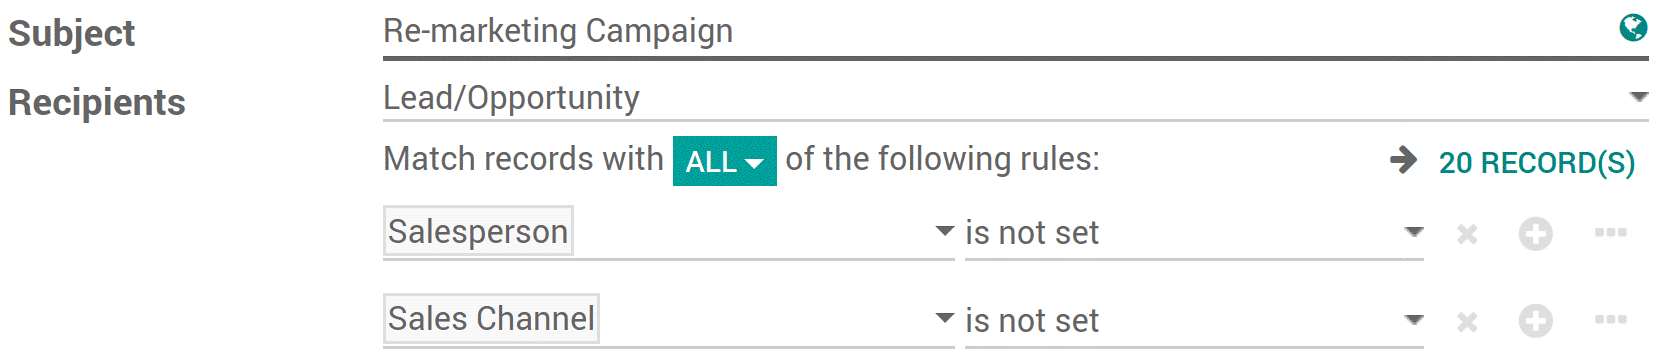 Subject Re-marketing Campaign
Recipients Lead/Opportunity
Match records with ALL of the following rules: 20 RECORD(S)
Salesperson is not set
Sales Channel is not set